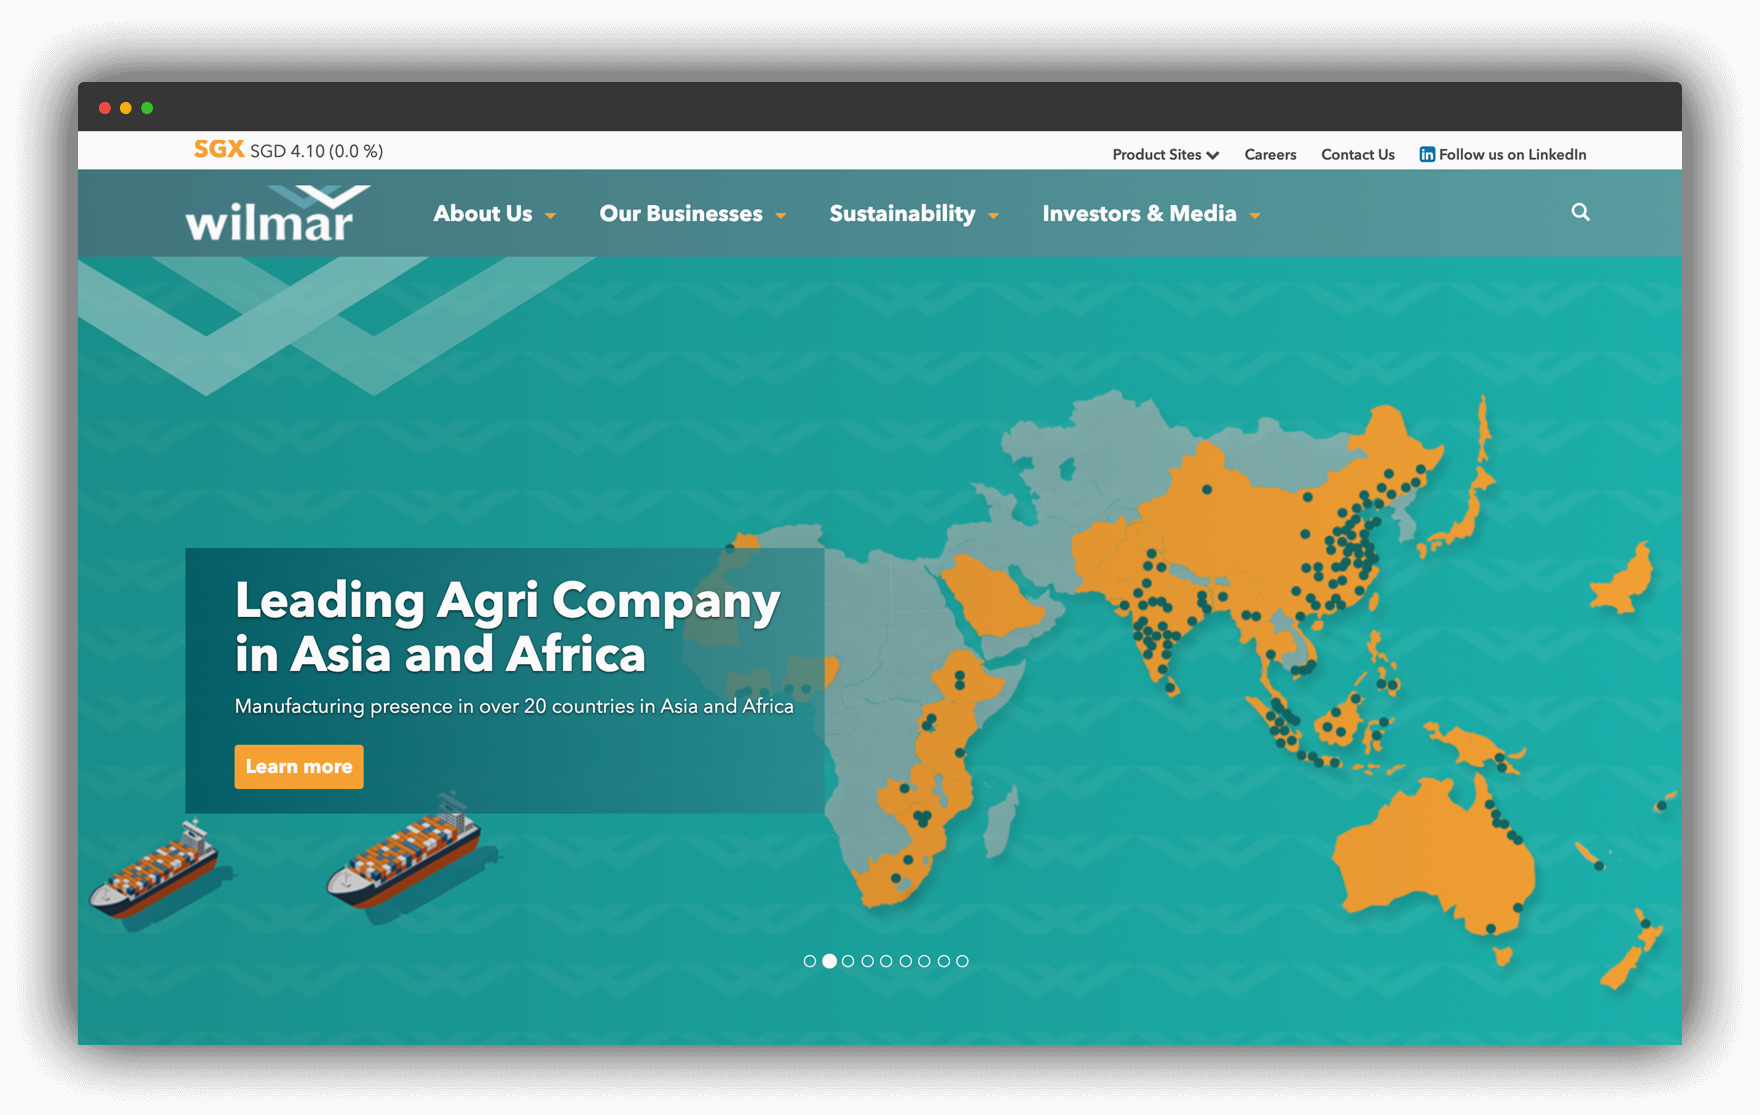 SGX SGD 4.10 (0.0 %)
Product Sites Careers Contact Us in Follow us on LinkedIn
wilmar About Us Our Businesses Sustainability Investors & Media
Leading Agri Company
in Asia and Africa
Manufacturing presence in over 20 countries in Asia and Africa
Learn more